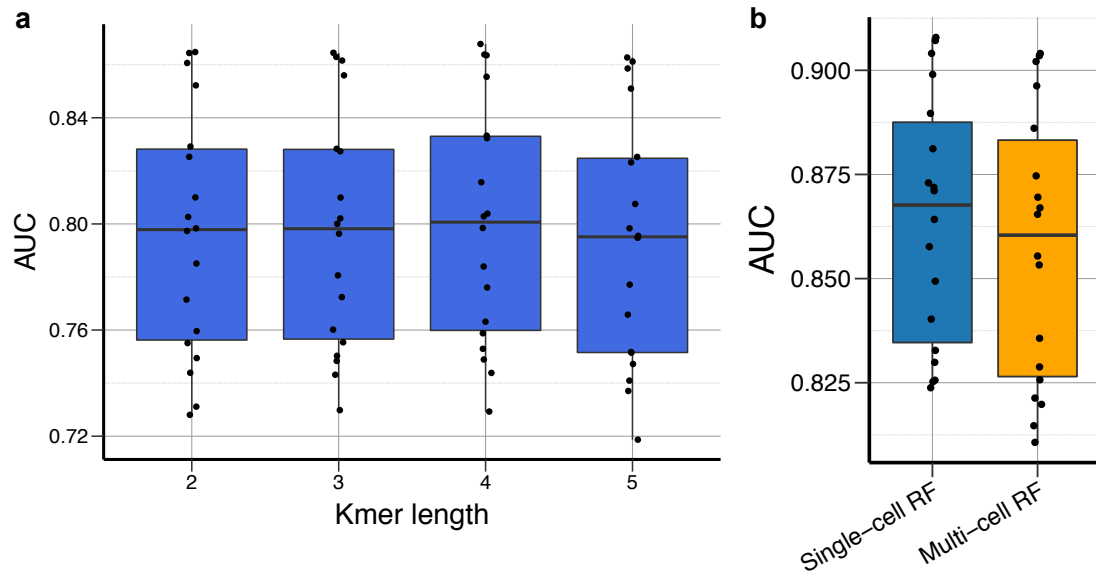 a
AUC
0.84
0.80
0.76
0.72
2 3 4 5
Kmer length
b
AUC
0.900
0.875
0.850
0.825
Single−cell RF
Multi−cell RF